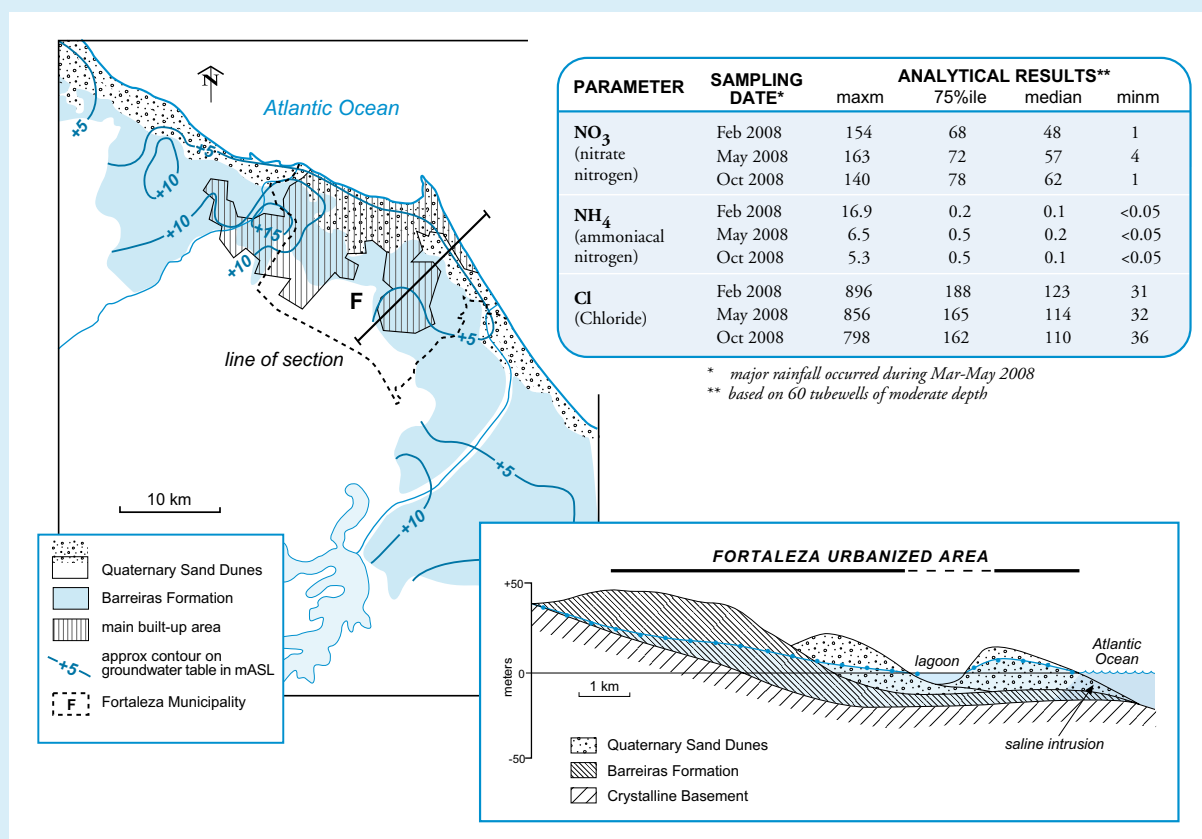 N
Atlantic Ocean
+5
+5
+10
+10
+15
+10
F
+5
line of section
+5
+10
10 km
Quaternary Sand Dunes
Barreiras Formation
main built-up area
+5 approx contour on
groundwater table in mASL
F Fortaleza Municipality
PARAMETER SAMPLING DATE* ANALYTICAL RESULTS**
maxm 75%ile median minm
NO3 Feb 2008 154 68 48 1
(nitrate May 2008 163 72 57 4
nitrogen) Oct 2008 140 78 62 1
NH4 Feb 2008 16.9 0.2 0.1 <0.05
(ammoniacal May 2008 6.5 0.5 0.2 <0.05
nitrogen) Oct 2008 5.3 0.5 0.1 <0.05
Cl Feb 2008 896 188 123 31
(Chloride) May 2008 856 165 114 32
Oct 2008 798 162 110 36
* major rainfall occurred during Mar-May 2008
** based on 60 tubewells of moderate depth
FORTALEZA URBANIZED AREA
+50
meters
0
-50
1 km
lagoon
Atlantic
Ocean
saline intrusion
Quaternary Sand Dunes
Barreiras Formation
Crystalline Basement